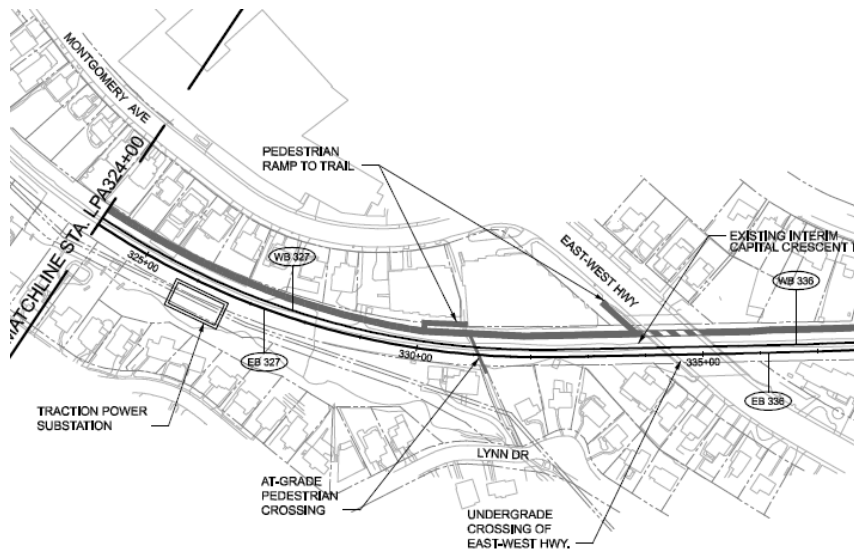 MONTGOMERY AVE
MATCHLINE STA. LPA324+00
PEDESTRIAN
RAMP TO TRAIL
EAST-WEST HWY
EXISTING INTERIM
CAPITAL CRESCENT T
WB 327
WB 336
325+00
330+00
335+00
EB 327
EB 336
TRACTION POWER
SUBSTATION
LYNN DR
AT-GRADE
PEDESTRIAN
CROSSING
UNDERGRADE
CROSSING OF
EAST-WEST HWY.